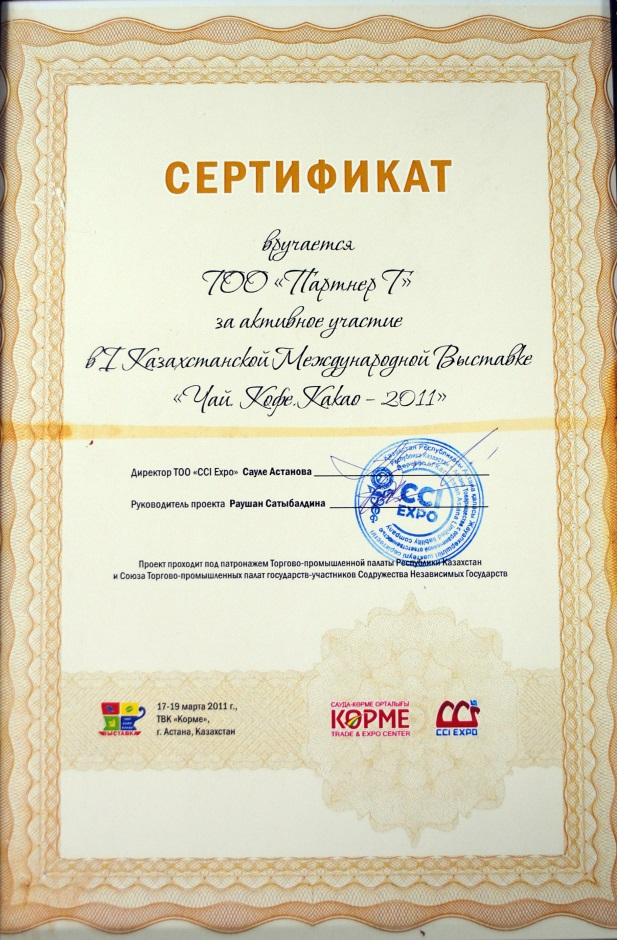 СЕРТИФИКАТ
вручается
ТОО «Партнер Т»
за активное участие
в I Казахстанской Международной Выставке
«Чай. Кофе. Какао – 2011»
Директор ТОО «CCI Expo» Сауле Астанова
Руководитель проекта Раушан Сатыбалдина
CCI
EXPO
Проект проходит под патронажем Торгово-промышленной палаты Республики Казахстан
и Союза Торгово-промышленных палат государств-участников Содружества Независимых Государств
ВЫСТАВКА
17-19 марта 2011 г.,
ТВК «Корме»,
г. Астана, Казахстан
САУДА-КӨРМЕ ОРТАЛЫҒЫ
КӨРМЕ
TRADE & EXPO CENTER
CCI EXPO